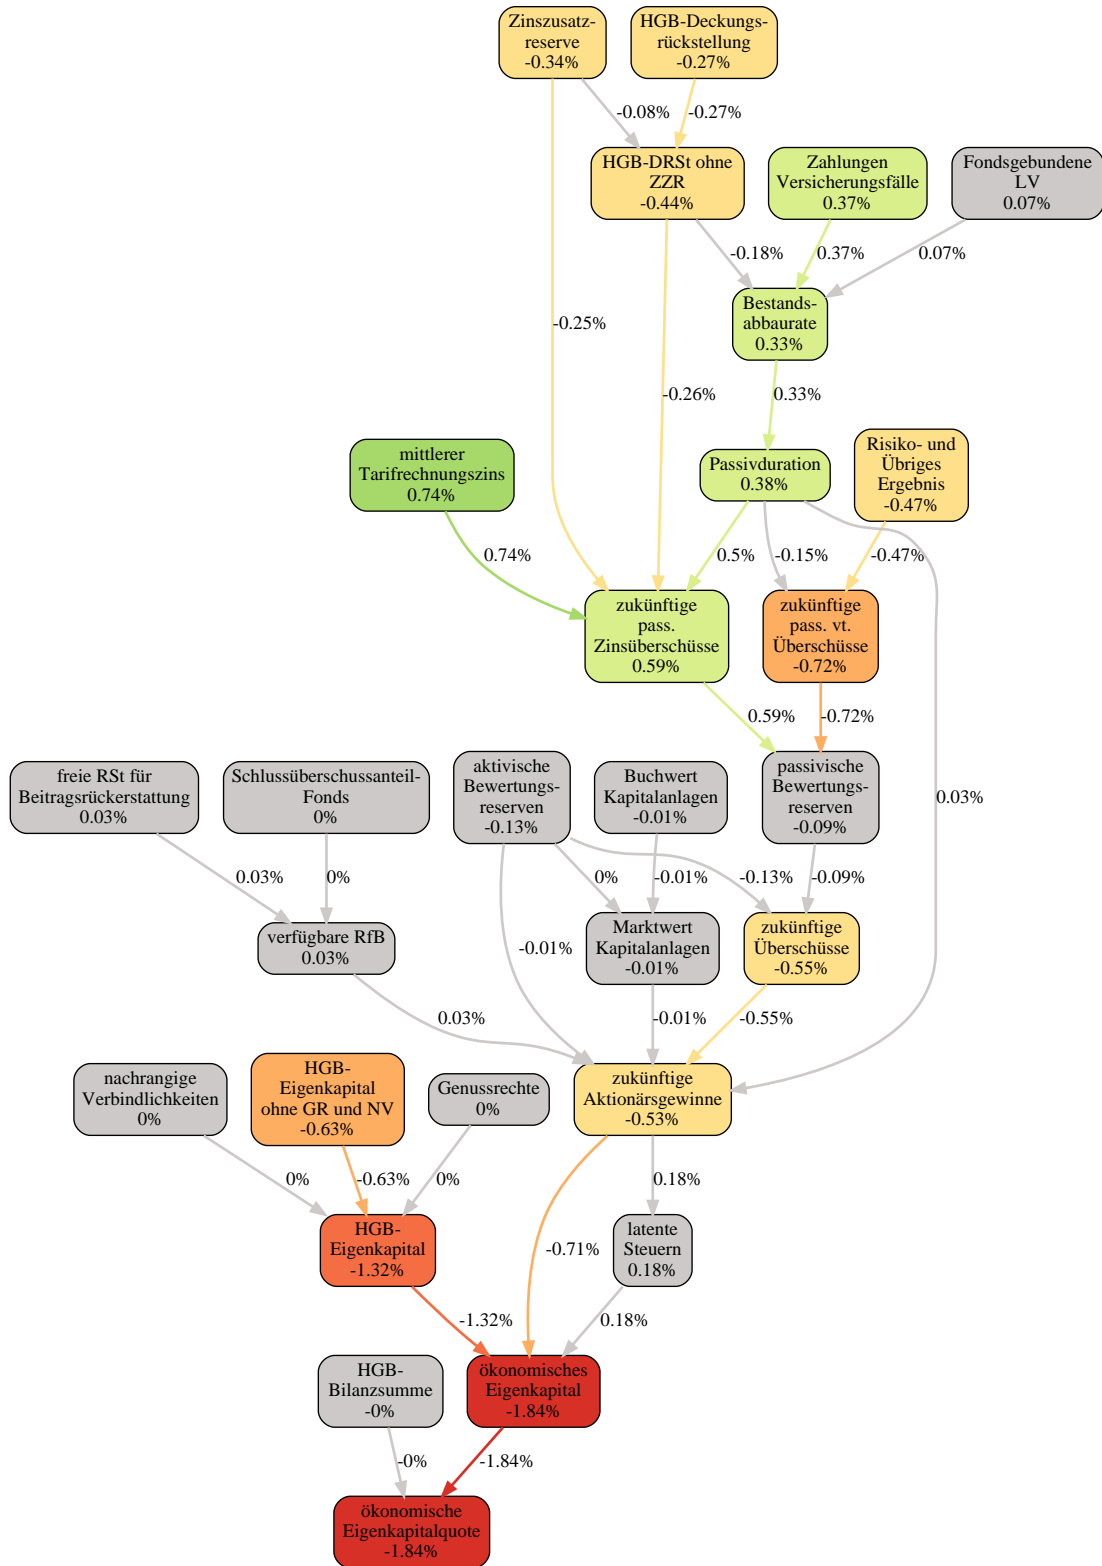 Zinszusatz-
reserve
-0.34%
HGB-Deckungs-
rückstellung
-0.27%
-0.08%
-0.27%
HGB-DRSt ohne
ZZR
-0.44%
Zahlungen
Versicherungsfälle
0.37%
Fondsgebundene
LV
0.07%
-0.18%
0.37%
0.07%
Bestands-
abbaurate
0.33%
-0.25%
-0.26%
0.33%
mittlerer
Tarifrechnungszins
0.74%
Passivduration
0.38%
Risiko- und
Übriges
Ergebnis
-0.47%
0.74%
0.5%
-0.15%
-0.47%
zukünftige
pass.
Zinsüberschüsse
0.59%
zukünftige
pass. vt.
Überschüsse
-0.72%
0.59%
-0.72%
0.03%
freie RSt für
Beitragsrückerstattung
0.03%
Schlussüberschussanteil-
Fonds
0%
aktivische
Bewertungs-
reserven
-0.13%
Buchwert
Kapitalanlagen
-0.01%
passivische
Bewertungs-
reserven
-0.09%
0.03%
0%
0%
-0.01%
-0.13%
-0.09%
verfügbare RfB
0.03%
-0.01%
Marktwert
Kapitalanlagen
-0.01%
zukünftige
Überschüsse
-0.55%
0.03%
-0.01%
-0.55%
nachrangige
Verbindlichkeiten
0%
HGB-
Eigenkapital
ohne GR und NV
-0.63%
Genussrechte
0%
zukünftige
Aktionärsgewinne
-0.53%
0%
-0.63%
0%
0.18%
HGB-
Eigenkapital
-1.32%
-0.71%
latente
Steuern
0.18%
-1.32%
0.18%
HGB-
Bilanzsumme
-0%
ökonomisches
Eigenkapital
-1.84%
-0%
-1.84%
ökonomische
Eigenkapitalquote
-1.84%